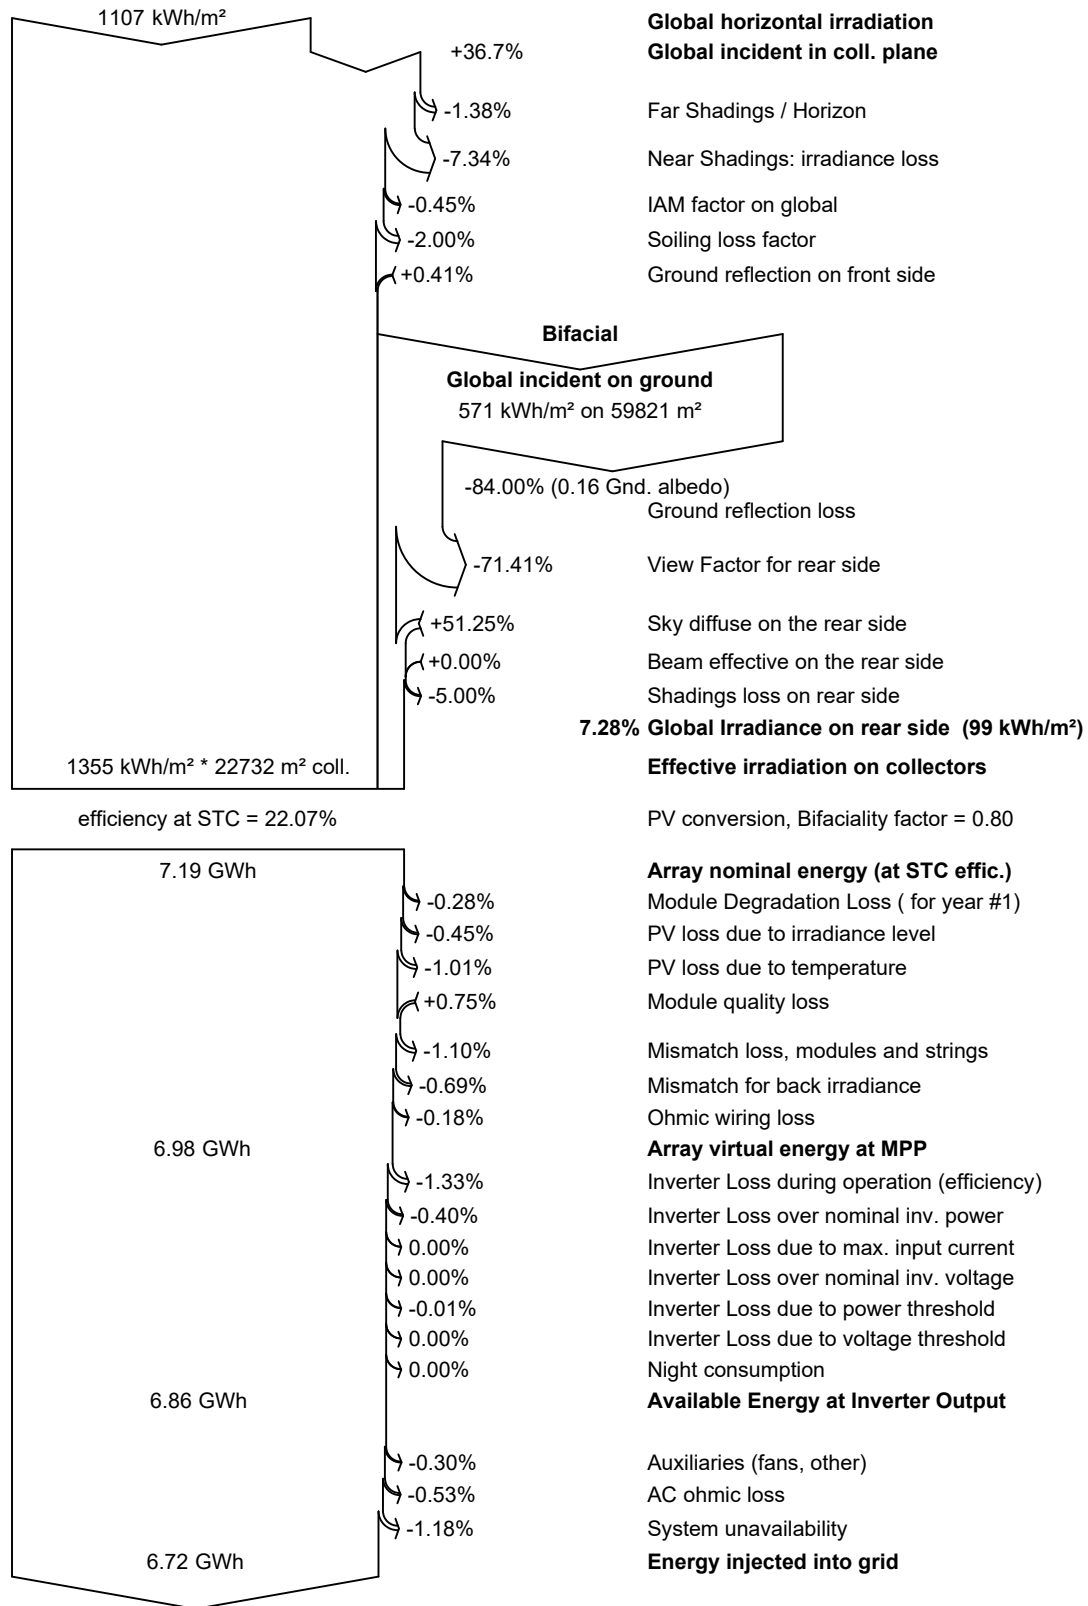 1107 kWh/m² Global horizontal irradiation
+36.7% Global incident in coll. plane
-1.38% Far Shadings / Horizon
-7.34% Near Shadings: irradiance loss
-0.45% IAM factor on global
-2.00% Soiling loss factor
+0.41% Ground reflection on front side
Bifacial
Global incident on ground
571 kWh/m² on 59821 m²
-84.00% (0.16 Gnd. albedo)
Ground reflection loss
-71.41% View Factor for rear side
+51.25% Sky diffuse on the rear side
+0.00% Beam effective on the rear side
-5.00% Shadings loss on rear side
7.28% Global Irradiance on rear side (99 kWh/m²)
1355 kWh/m² * 22732 m² coll. Effective irradiation on collectors
efficiency at STC = 22.07% PV conversion, Bifaciality factor = 0.80
7.19 GWh Array nominal energy (at STC effic.)
-0.28% Module Degradation Loss ( for year #1)
-0.45% PV loss due to irradiance level
-1.01% PV loss due to temperature
+0.75% Module quality loss
-1.10% Mismatch loss, modules and strings
-0.69% Mismatch for back irradiance
-0.18% Ohmic wiring loss
6.98 GWh Array virtual energy at MPP
-1.33% Inverter Loss during operation (efficiency)
-0.40% Inverter Loss over nominal inv. power
0.00% Inverter Loss due to max. input current
0.00% Inverter Loss over nominal inv. voltage
-0.01% Inverter Loss due to power threshold
0.00% Inverter Loss due to voltage threshold
0.00% Night consumption
6.86 GWh Available Energy at Inverter Output
-0.30% Auxiliaries (fans, other)
-0.53% AC ohmic loss
-1.18% System unavailability
6.72 GWh Energy injected into grid